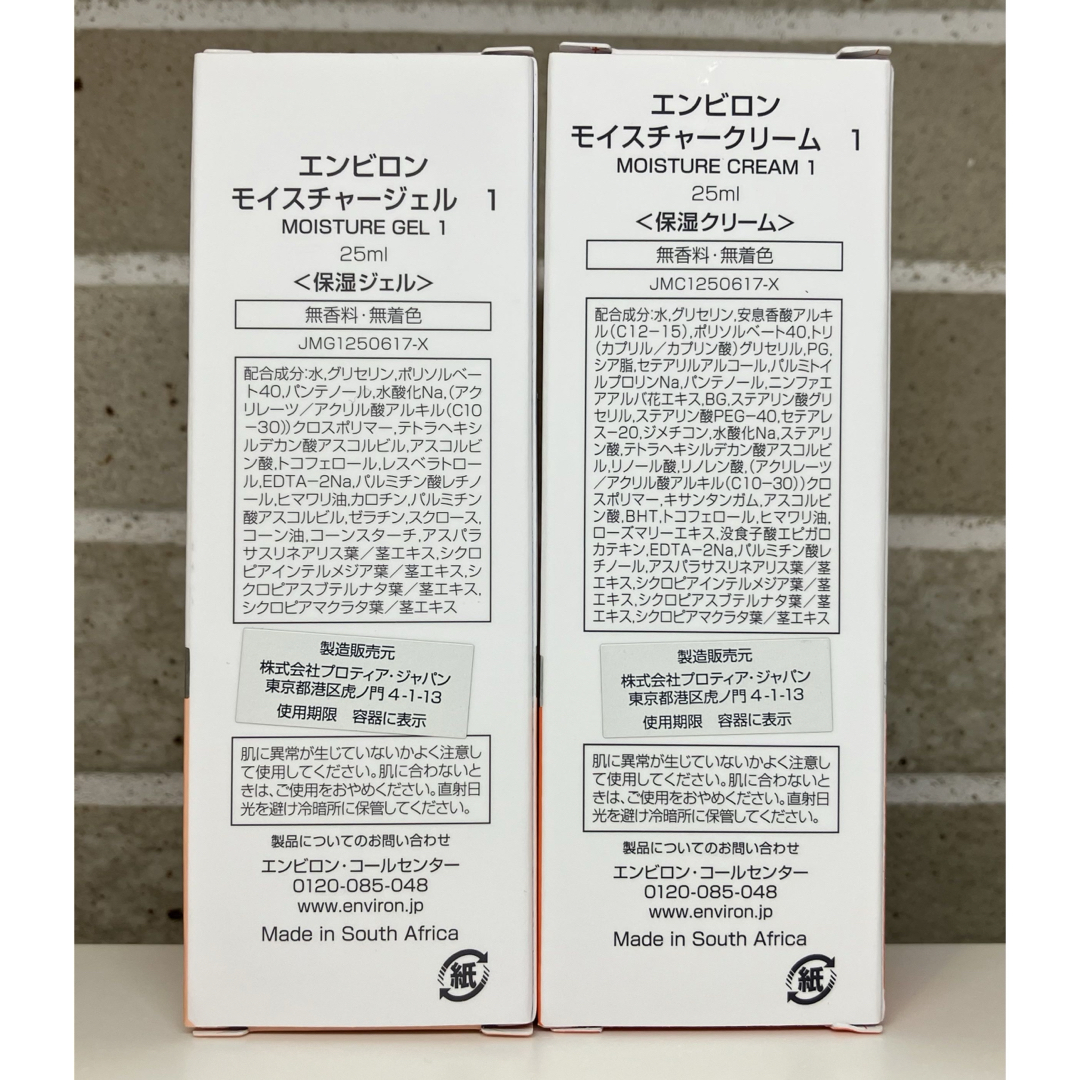 エンビロン
モイスチャージェル 1
MOISTURE GEL 1
25ml
＜保湿ジェル＞
無香料・無着色
JMG1250617-X
配合成分：水,グリセリン,ポリソルベー
ト40,パンテノール,水酸化Na,（アク
リレーツ／アクリル酸アルキル（C10
－30））クロスポリマー,テトラヘキシ
ルデカン酸アスコルビル,アスコルビ
ン酸,トコフェロール,レスベラトロー
ル,EDTA－2Na,パルミチン酸レチノ
ール,ヒマワリ油,カロチン,パルミチン
酸アスコルビル,ゼラチン,スクロース,
コーン油,コーンスターチ,アスパラ
サスリネアリス葉／茎エキス,シクロ
ピアインテルメジア葉／茎エキス,シ
クロピアスブテルナタ葉／茎エキス,
シクロピアマクラタ葉／茎エキス
製造販売元
株式会社プロティア・ジャパン
東京都港区虎ノ門4-1-13
使用期限 容器に表示
肌に異常が生じていないかよく注意し
て使用してください。肌に合わないと
きは、ご使用をおやめください。直射日
光を避け冷暗所に保管してください。
製品についてのお問い合わせ
エンビロン・コールセンター
0120-085-048
www.environ.jp
Made in South Africa
紙
エンビロン
モイスチャークリーム 1
MOISTURE CREAM 1
25ml
＜保湿クリーム＞
無香料・無着色
JMC1250617-X
配合成分：水,グリセリン,安息香酸アルキ
ル（C12－15）,ポリソルベート40,トリ
（カプリル／カプリン酸）グリセリル,PG,
シア脂,セテアリルアルコール,パルミトイ
ルプロリンNa,パンテノール,ニンファエ
アアルバ花エキス,BG,ステアリン酸グリ
セリル,ステアリン酸PEG－40,セテアレ
ス－20,ジメチコン,水酸化Na,ステアリ
ン酸,テトラヘキシルデカン酸アスコルビ
ル,リノール酸,リノレン酸,（アクリレーツ
／アクリル酸アルキル（C10－30））クロ
スポリマー,キサンタンガム,アスコルビ
ン酸,BHT,トコフェロール,ヒマワリ油,
ローズマリーエキス,没食子酸エピガロ
カテキン,EDTA－2Na,パルミチン酸レ
チノール,アスパラサスリネアリス葉／茎
エキス,シクロピアインテルメジア葉／茎
エキス,シクロピアスブテルナタ葉／茎
エキス,シクロピアマクラタ葉／茎エキス
製造販売元
株式会社プロティア・ジャパン
東京都港区虎ノ門4-1-13
使用期限 容器に表示
肌に異常が生じていないかよく注意し
て使用してください。肌に合わないと
きは、ご使用をおやめください。直射日
光を避け冷暗所に保管してください。
製品についてのお問い合わせ
エンビロン・コールセンター
0120-085-048
www.environ.jp
Made in South Africa
紙